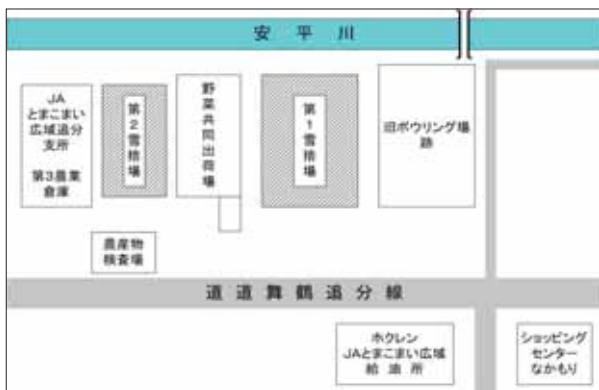 安平川
JA
とまこまい
広域追分
支所
第3農業
倉庫
第2雪捨場
野菜共同出荷場
第1雪捨場
旧ボウリング場
跡
農産物
検査場
道道舞鶴追分線
ホクレン
JAとまこまい広域
給油所
ショッピング
センター
なかもり